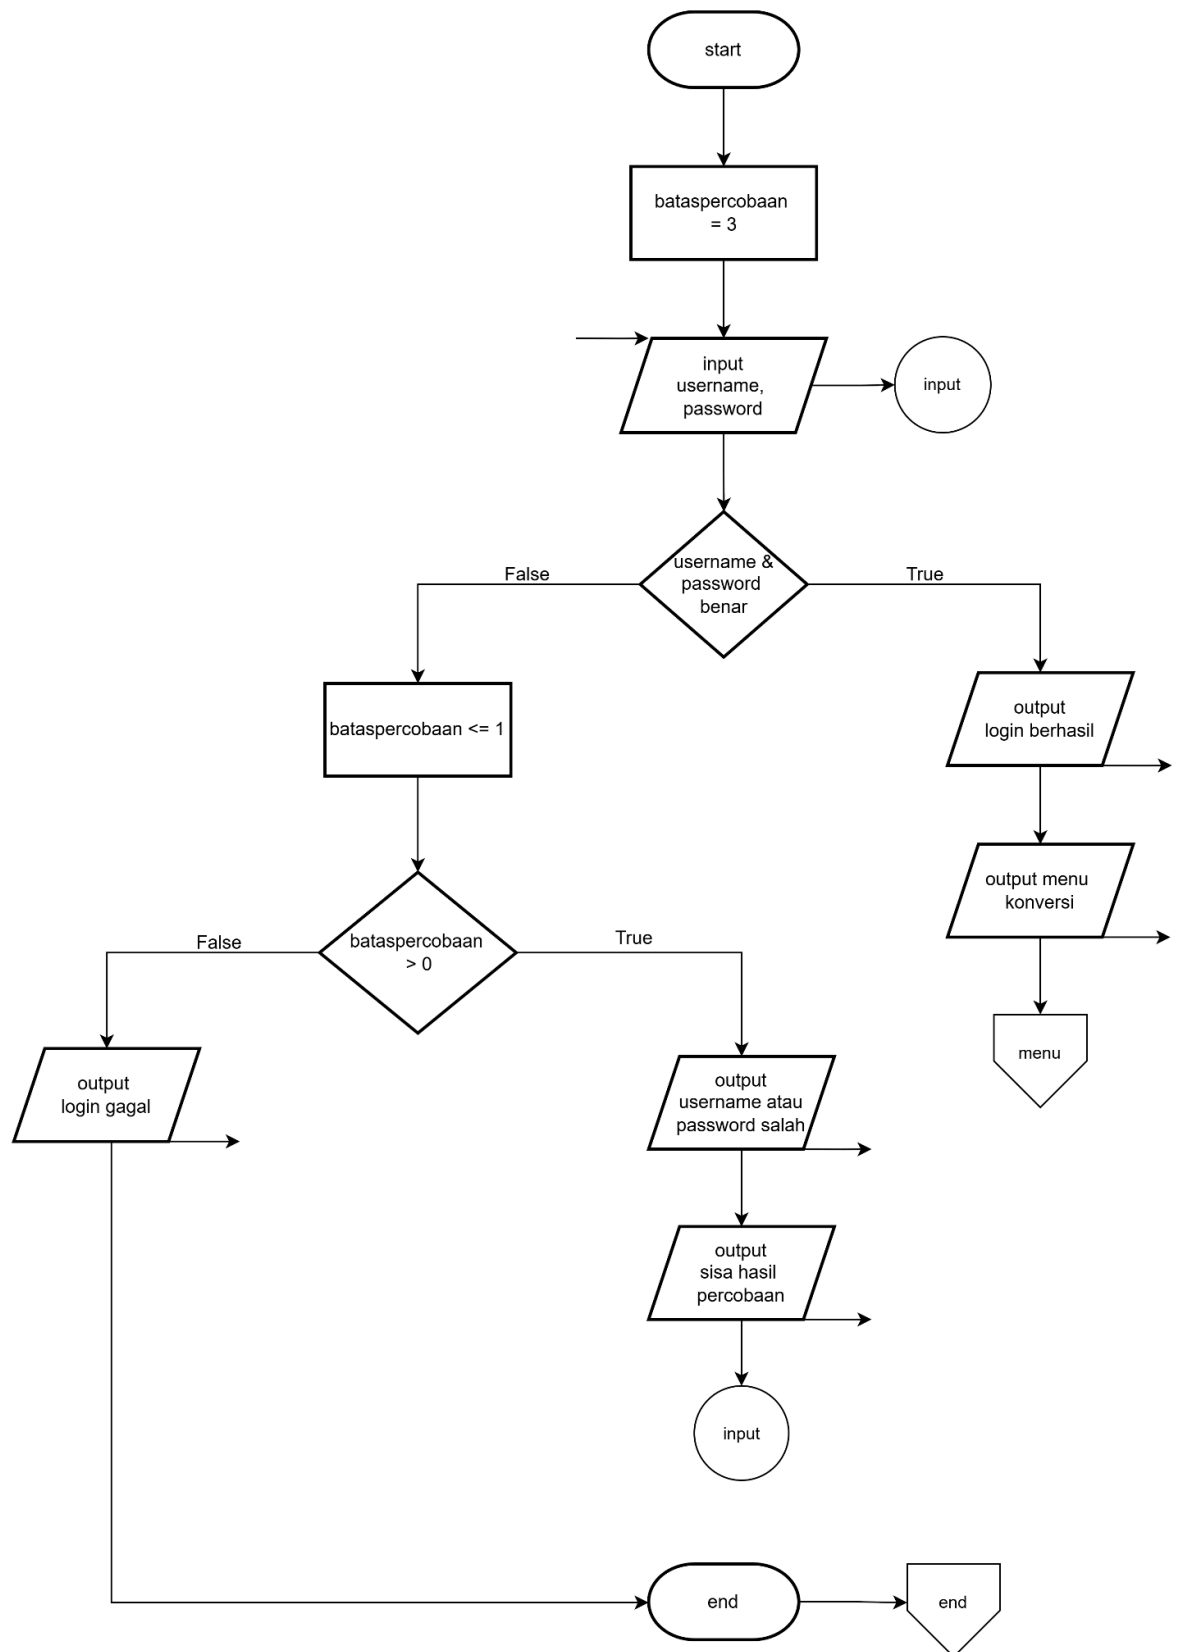 start
bataspercobaan
= 3
input
username,
password
input
username &
password
benar
False
True
bataspercobaan <= 1
output
login berhasil
output menu
konversi
menu
bataspercobaan
> 0
False
True
output
login gagal
output
username atau
password salah
output
sisa hasil
percobaan
input
end
end